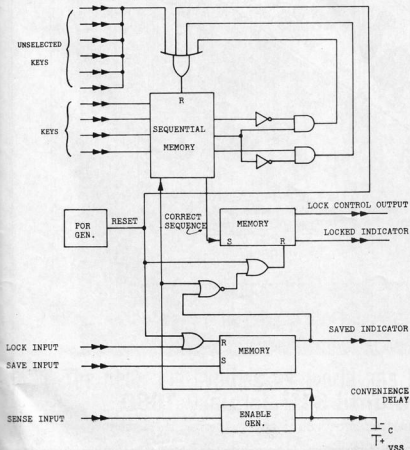 UNSELECTED
KEYS
KEYS
R
SEQUENTIAL
MEMORY
LOCK CONTROL OUTPUT
POR
GEN.
RESET
CORRECT
SEQUENCE
MEMORY
S
R
LOCKED INDICATOR
SAVED INDICATOR
LOCK INPUT
SAVE INPUT
R
S
MEMORY
CONVENIENCE
DELAY
SENSE INPUT
ENABLE
GEN.
-
C
+
VSS